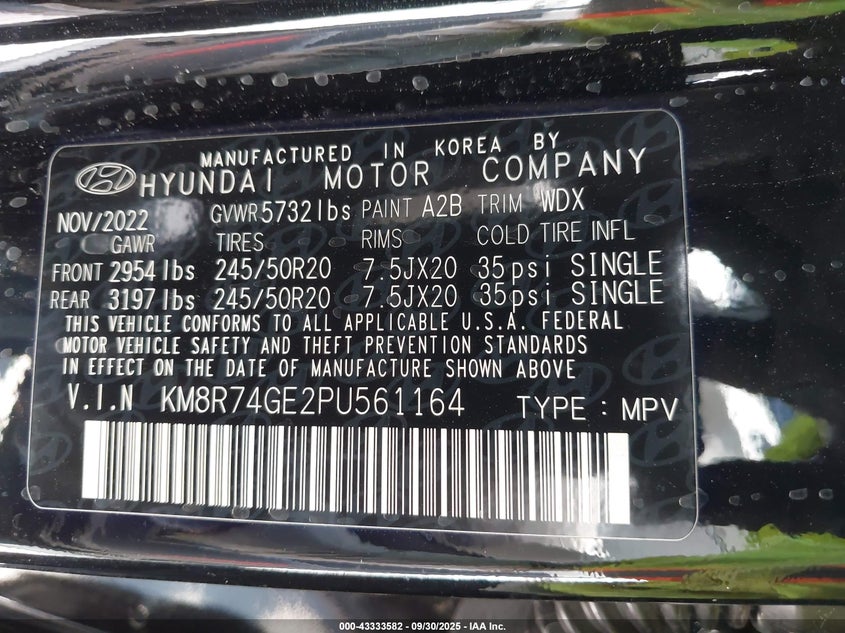 MANUFACTURED IN KOREA BY
HYUNDAI MOTOR COMPANY
NOV/2022 GVWR 5732 lbs PAINT A2B TRIM WDX
GAWR TIRES RIMS COLD TIRE INFL
FRONT 2954 lbs 245/50R20 7.5JX20 35psi SINGLE
REAR 3197 lbs 245/50R20 7.5JX20 35psi SINGLE
THIS VEHICLE CONFORMS TO ALL APPLICABLE U.S.A. FEDERAL
MOTOR VEHICLE SAFETY AND THEFT PREVENTION STANDARDS
IN EFFECT ON THE DATE OF MANUFACTURE SHOWN ABOVE
V.I.N KM8R74GE2PU561164 TYPE : MPV
000-43333582 - 09/30/2025 - IAA Inc.